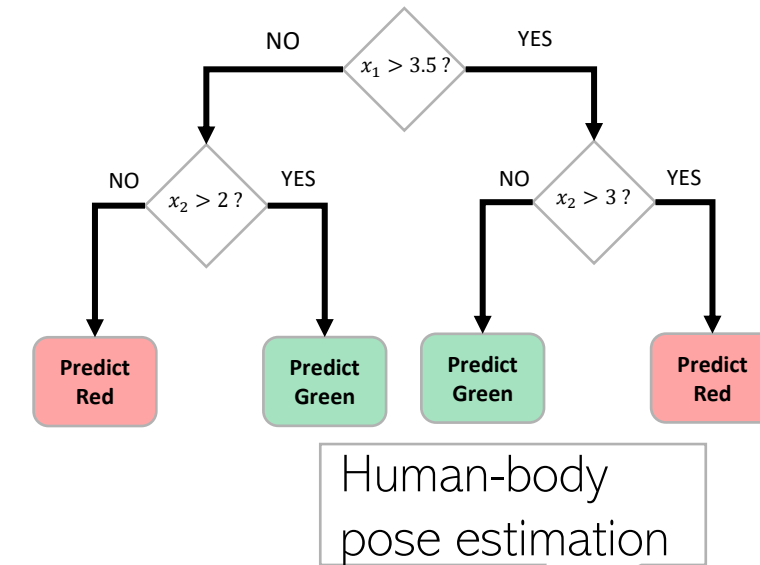 NO
YES
x₁ > 3.5 ?
NO
YES
NO
YES
x₂ > 2 ?
x₂ > 3 ?
Predict
Red
Predict
Green
Predict
Green
Predict
Red
Human-body
pose estimation